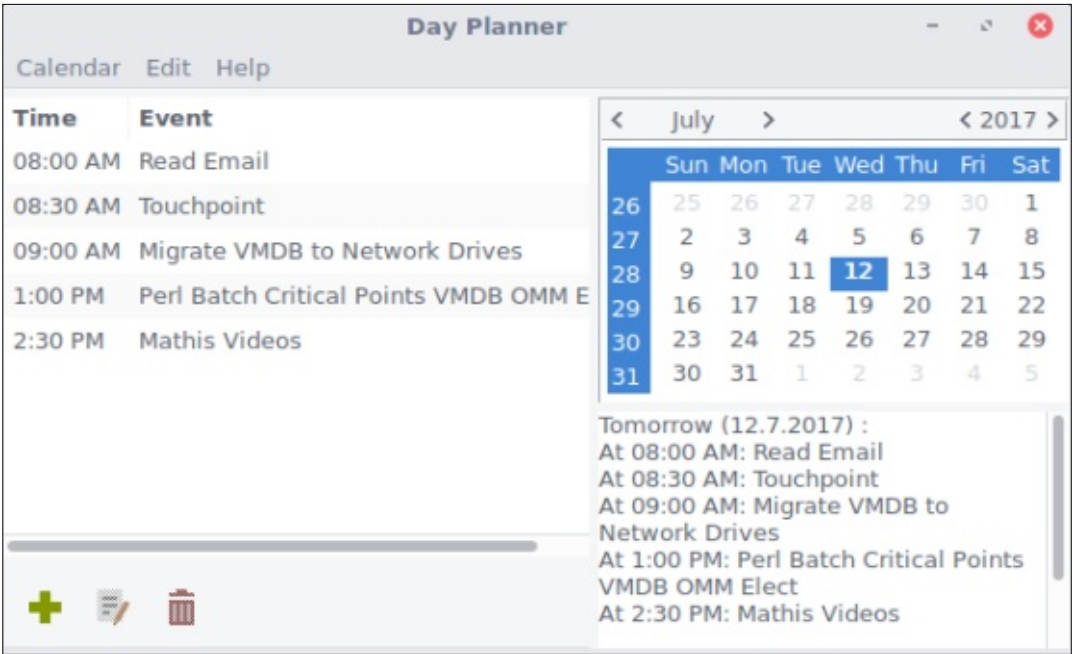 Day Planner
Calendar Edit Help
Time Event
08:00 AM Read Email
08:30 AM Touchpoint
09:00 AM Migrate VMDB to Network Drives
1:00 PM Perl Batch Critical Points VMDB OMM E
2:30 PM Mathis Videos
< July > < 2017 >
Sun Mon Tue Wed Thu Fri Sat
26 25 26 27 28 29 30 1
27 2 3 4 5 6 7 8
28 9 10 11 12 13 14 15
29 16 17 18 19 20 21 22
30 23 24 25 26 27 28 29
31 30 31 1 2 3 4 5
Tomorrow (12.7.2017) :
At 08:00 AM: Read Email
At 08:30 AM: Touchpoint
At 09:00 AM: Migrate VMDB to
Network Drives
At 1:00 PM: Perl Batch Critical Points
VMDB OMM Elect
At 2:30 PM: Mathis Videos